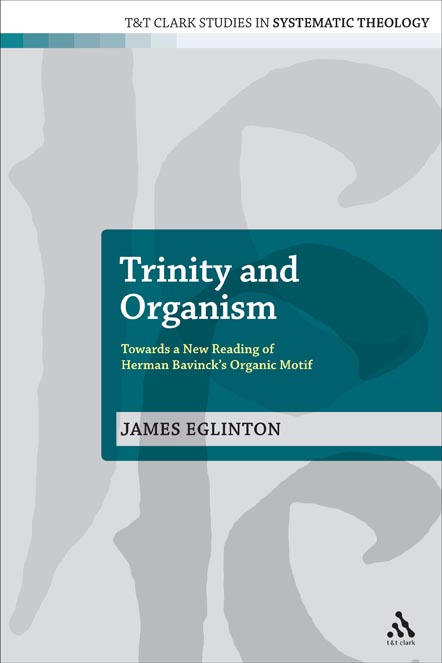 T&T CLARK STUDIES IN SYSTEMATIC THEOLOGY
Trinity and
Organism
Towards a New Reading of
Herman Bavinck's Organic Motif
JAMES EGLINTON
t&t clark